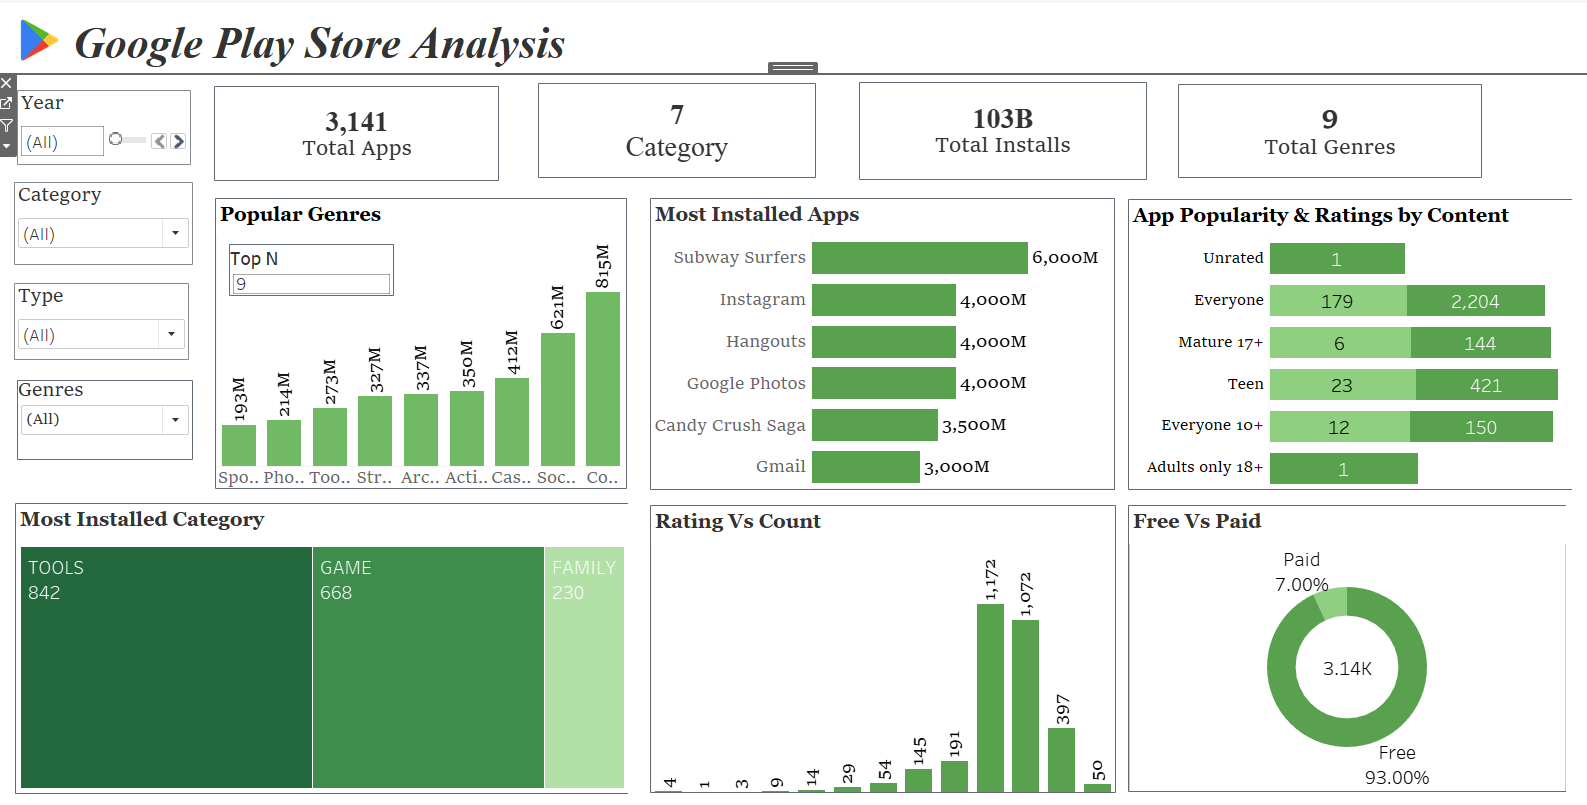 Google Play Store Analysis
Year
(All)
Category
(All)
Type
(All)
Genres
(All)
3,141
Total Apps
7
Category
103B
Total Installs
9
Total Genres
Popular Genres
Top N
9
193M
214M
273M
327M
337M
350M
412M
621M
815M
Spo.. Pho.. Too.. Str.. Arc.. Acti.. Cas.. Soc.. Co..
Most Installed Apps
Subway Surfers 6,000M
Instagram 4,000M
Hangouts 4,000M
Google Photos 4,000M
Candy Crush Saga 3,500M
Gmail 3,000M
App Popularity & Ratings by Content
Unrated 1
Everyone 179 2,204
Mature 17+ 6 144
Teen 23 421
Everyone 10+ 12 150
Adults only 18+ 1
Most Installed Category
TOOLS
842
GAME
668
FAMILY
230
Rating Vs Count
4
1
3
9
14
29
54
145
191
1,172
1,072
397
50
Free Vs Paid
Paid
7.00%
3.14K
Free
93.00%